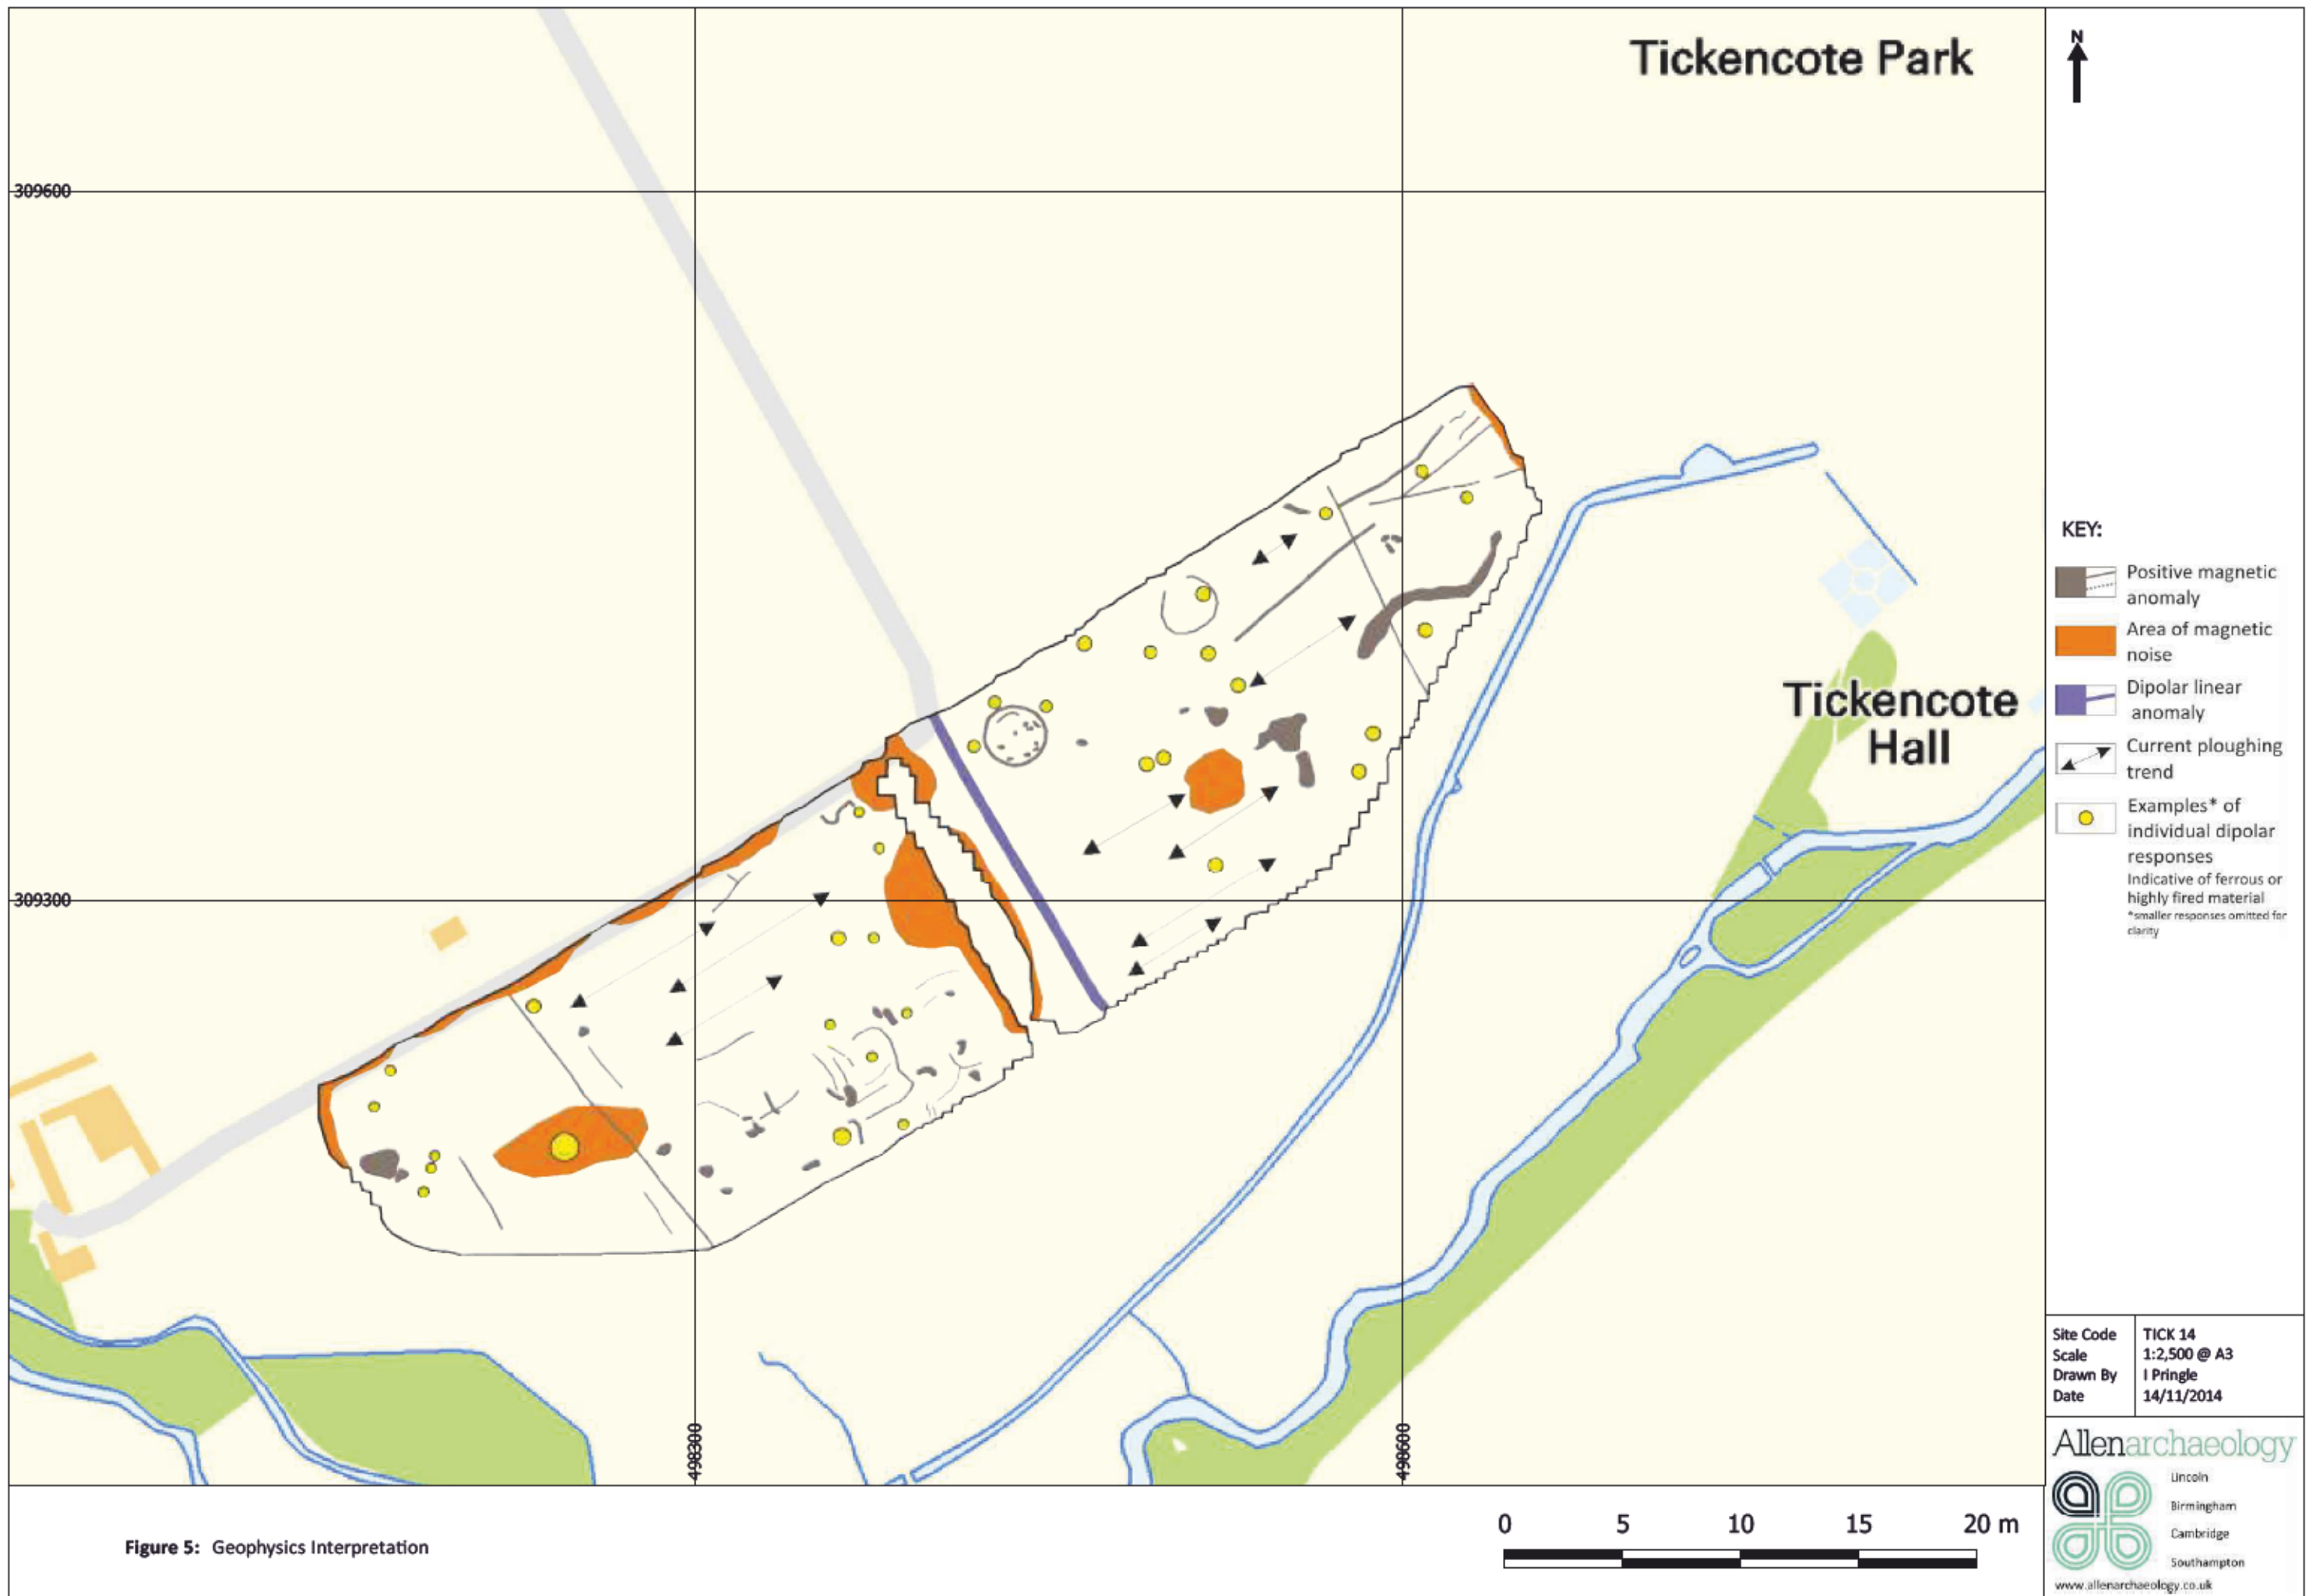 Tickencote Park
N
309600
KEY:
Positive magnetic
anomaly
Area of magnetic
noise
Tickencote
Hall
Dipolar linear
anomaly
Current ploughing
trend
Examples* of
individual dipolar
responses
Indicative of ferrous or
highly fired material
*smaller responses omitted for
clarity
309300
498300
498600
Site Code TICK 14
Scale 1:2,500 @ A3
Drawn By I Pringle
Date 14/11/2014
Allenarchaeology
Lincoln
Birmingham
Cambridge
Southampton
www.allenarchaeology.co.uk
0 5 10 15 20 m
Figure 5: Geophysics Interpretation